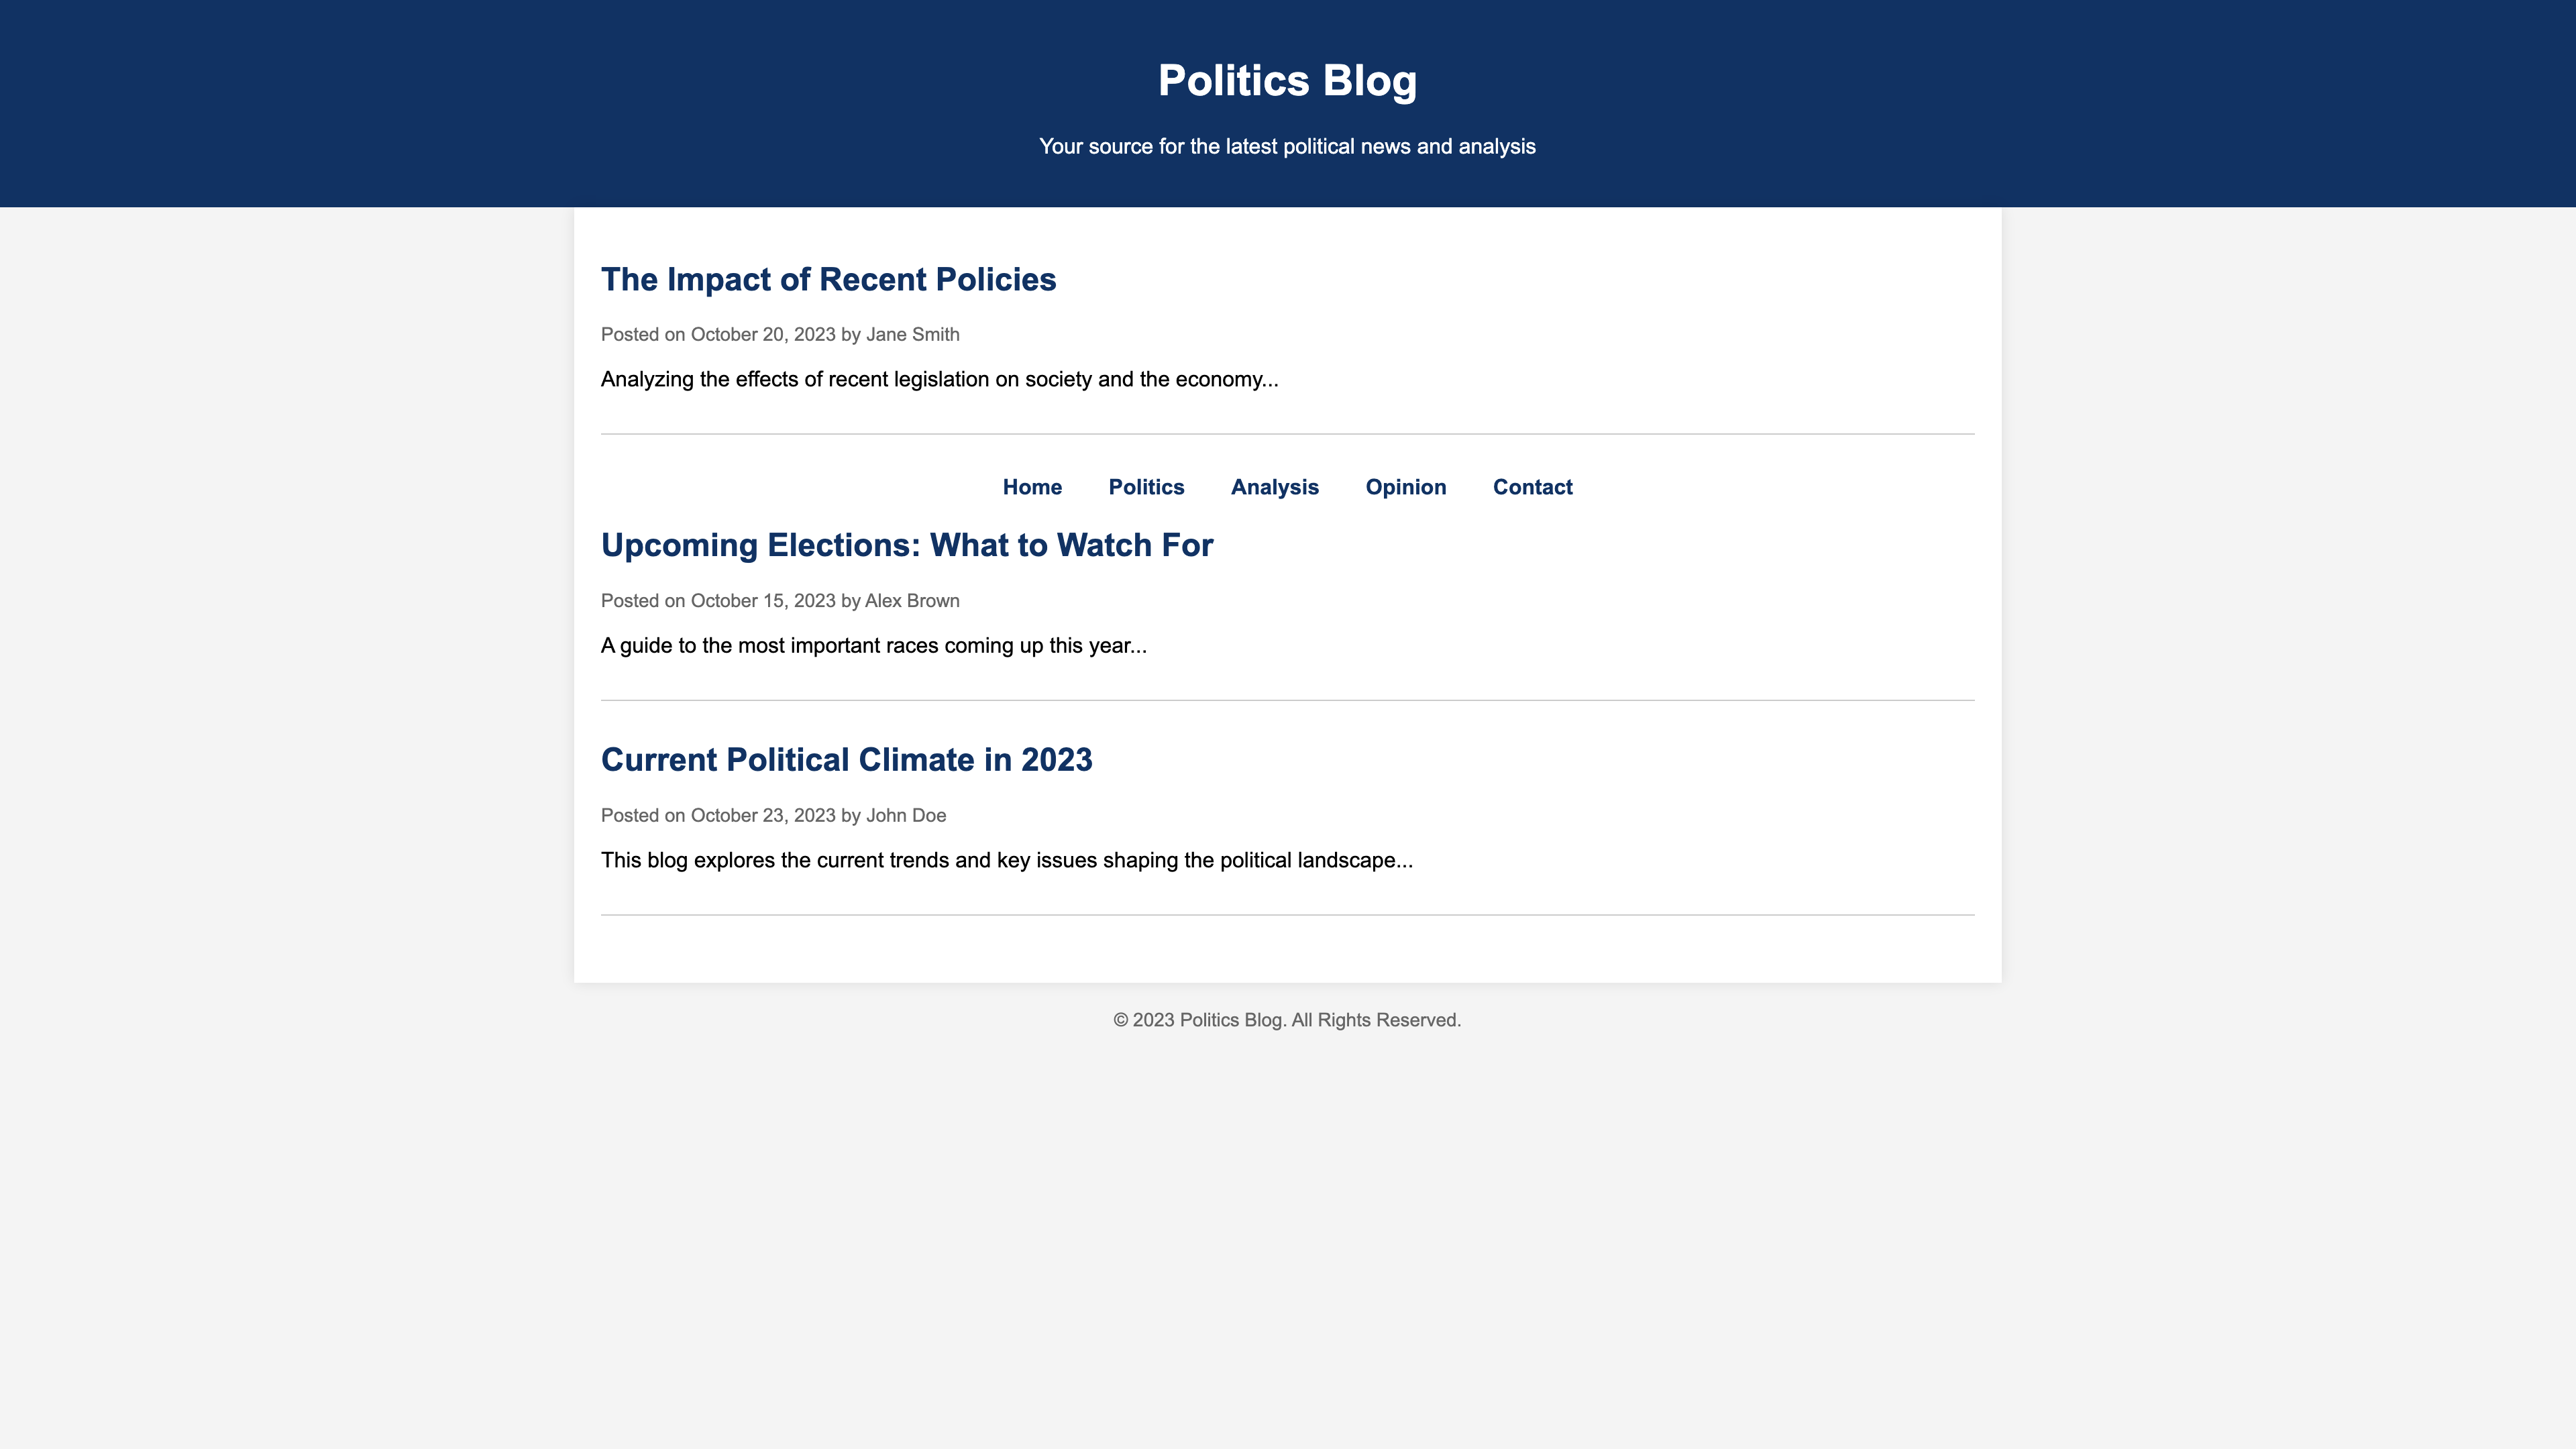 Politics Blog
Your source for the latest political news and analysis
The Impact of Recent Policies
Posted on October 20, 2023 by Jane Smith
Analyzing the effects of recent legislation on society and the economy...
Home Politics Analysis Opinion Contact
Upcoming Elections: What to Watch For
Posted on October 15, 2023 by Alex Brown
A guide to the most important races coming up this year...
Current Political Climate in 2023
Posted on October 23, 2023 by John Doe
This blog explores the current trends and key issues shaping the political landscape...
© 2023 Politics Blog. All Rights Reserved.